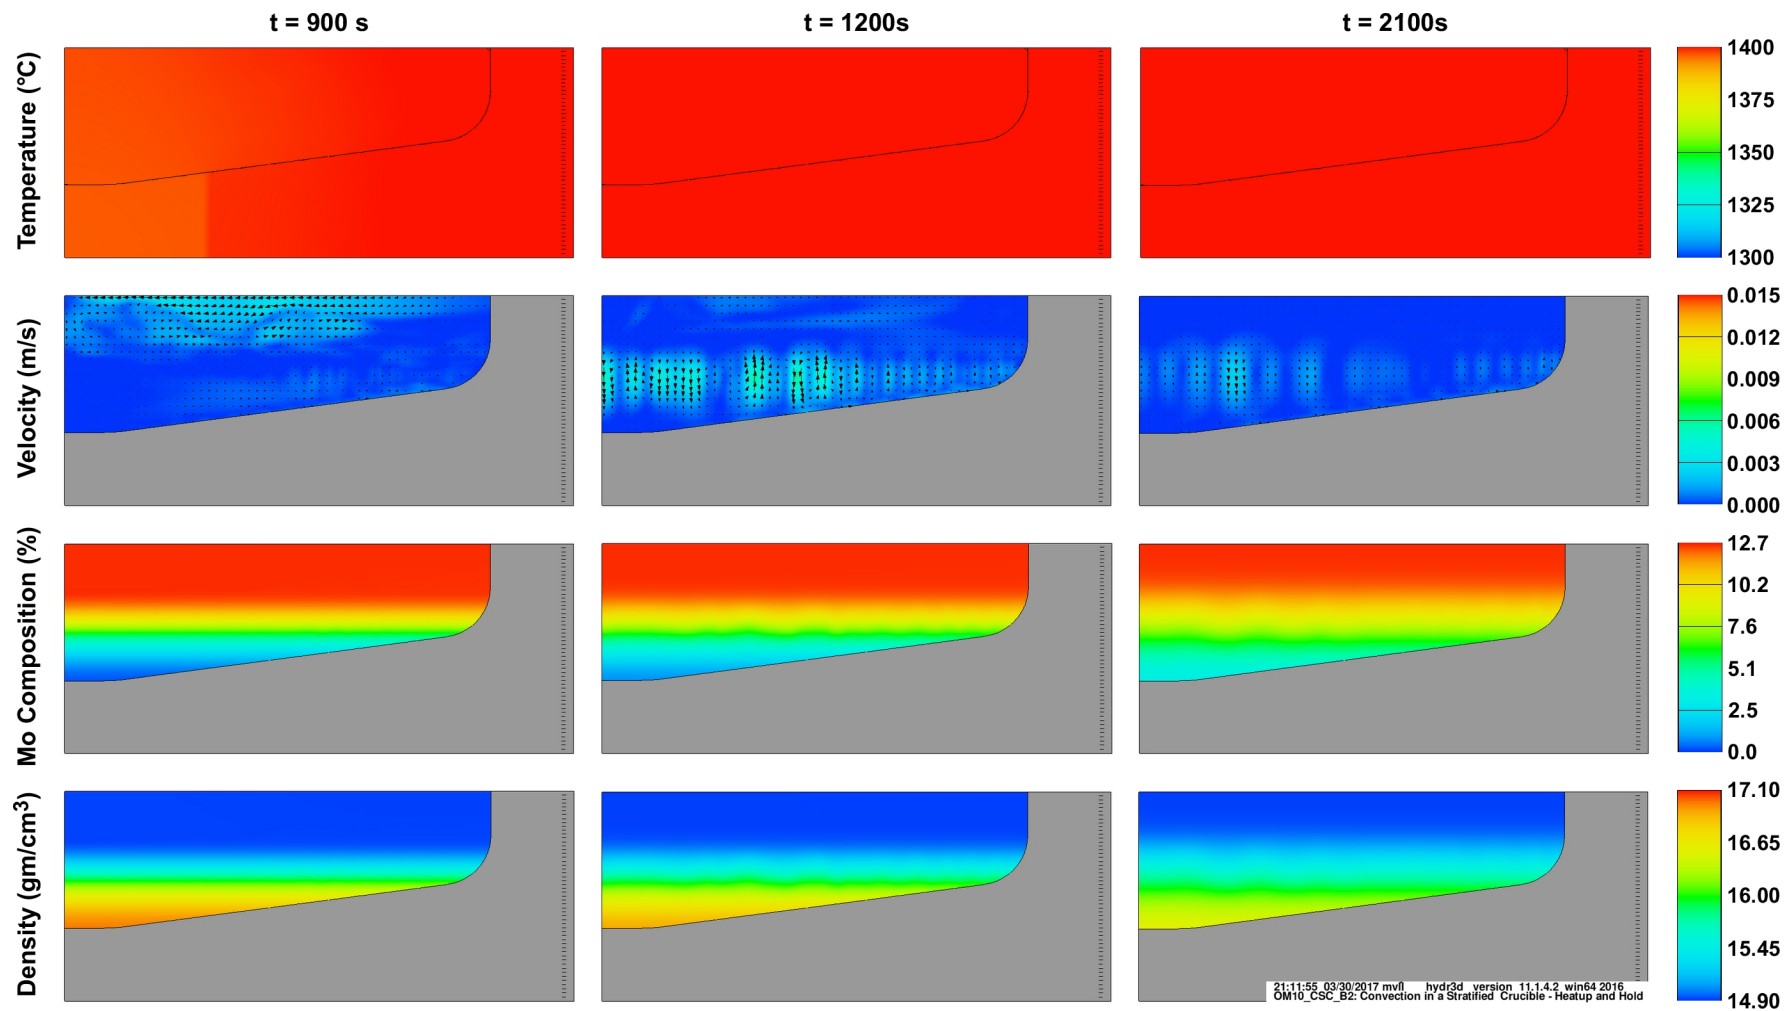 t = 900 s
t = 1200s
t = 2100s
Temperature (°C)
1400
1375
1350
1325
1300
Velocity (m/s)
0.015
0.012
0.009
0.006
0.003
0.000
Mo Composition (%)
12.7
10.2
7.6
5.1
2.5
0.0
Density (gm/cm³)
17.10
16.65
16.00
15.45
14.90
21:11:55 03/30/2017 mvfl hydr3d version 11.1.4.2 win64 2016
OM10_CSC_B2: Convection in a Stratified Crucible - Heatup and Hold